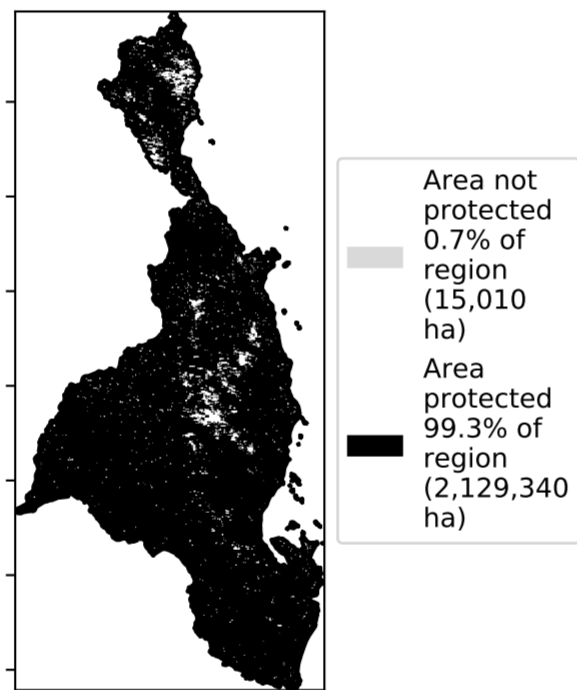 Area not
protected
0.7% of
region
(15,010
ha)
Area
protected
99.3% of
region
(2,129,340
ha)